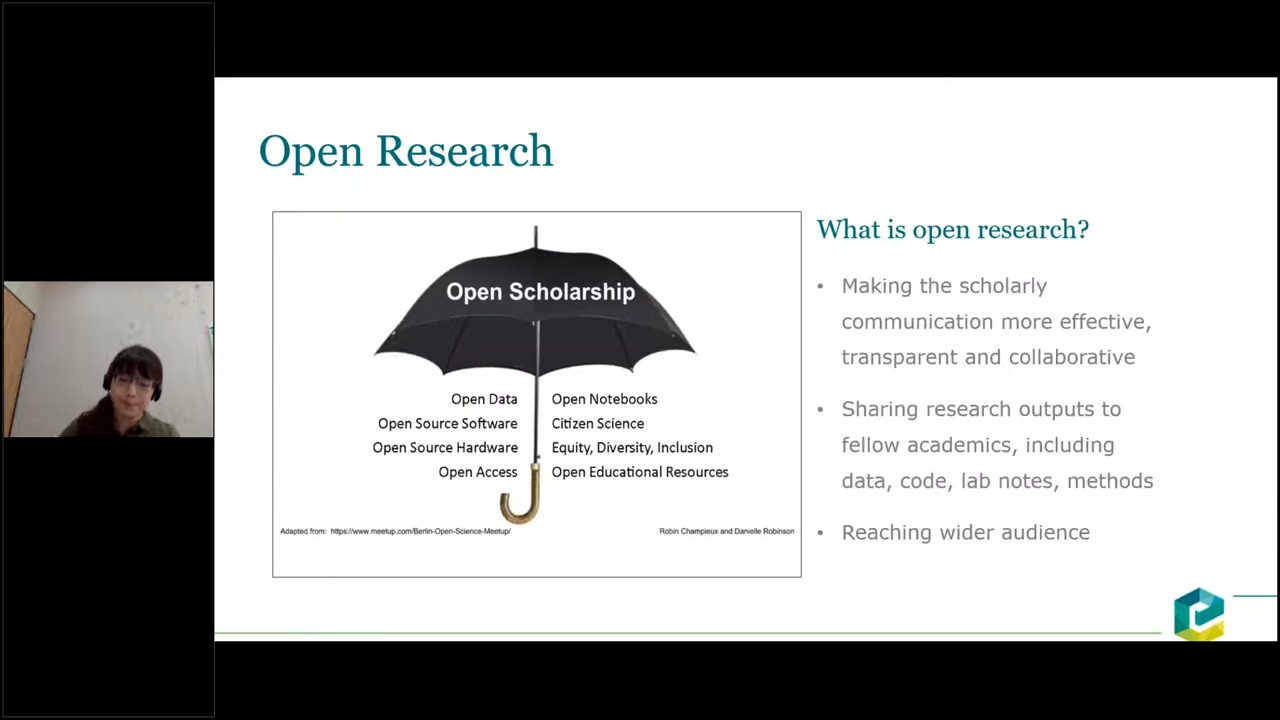 Open Research
Open Scholarship
Open Data
Open Source Software
Open Source Hardware
Open Access
Open Notebooks
Citizen Science
Equity, Diversity, Inclusion
Open Educational Resources
Adapted from: https://www.meetup.com/Berlin-Open-Science-Meetup/
Robin Champieux and Danielle Robinson
What is open research?
• Making the scholarly
communication more effective,
transparent and collaborative
• Sharing research outputs to
fellow academics, including
data, code, lab notes, methods
• Reaching wider audience